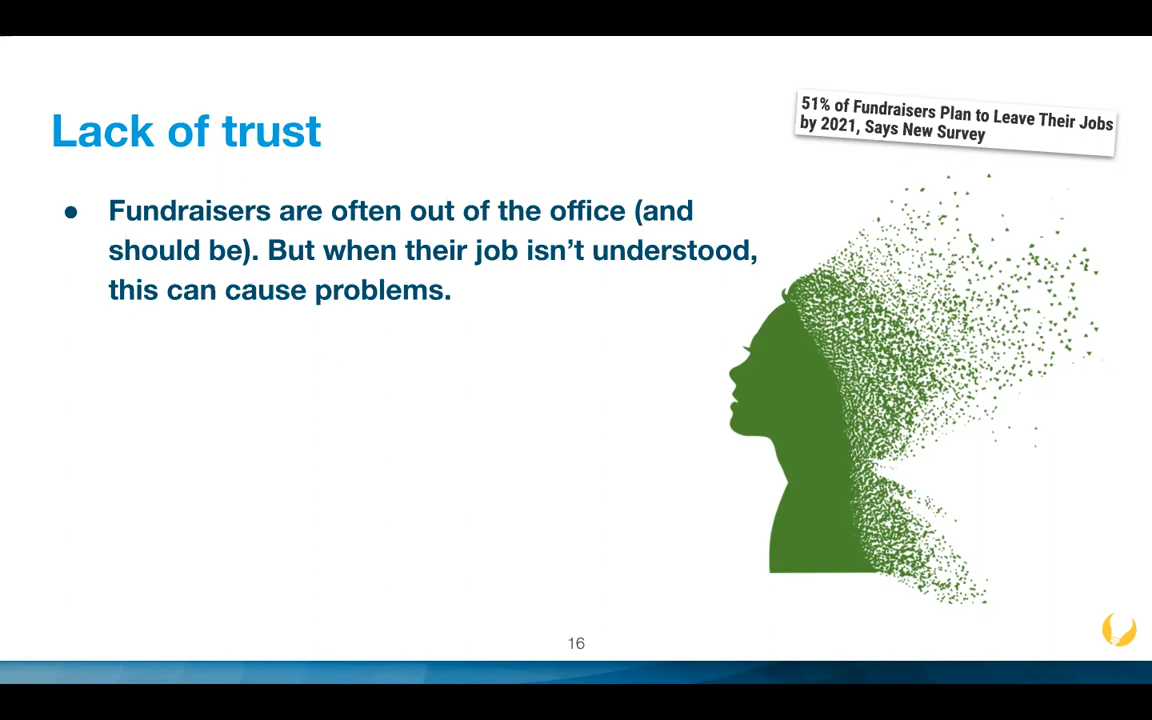 51% of Fundraisers Plan to Leave Their Jobs
by 2021, Says New Survey
Lack of trust
● Fundraisers are often out of the office (and
should be). But when their job isn’t understood,
this can cause problems.
16